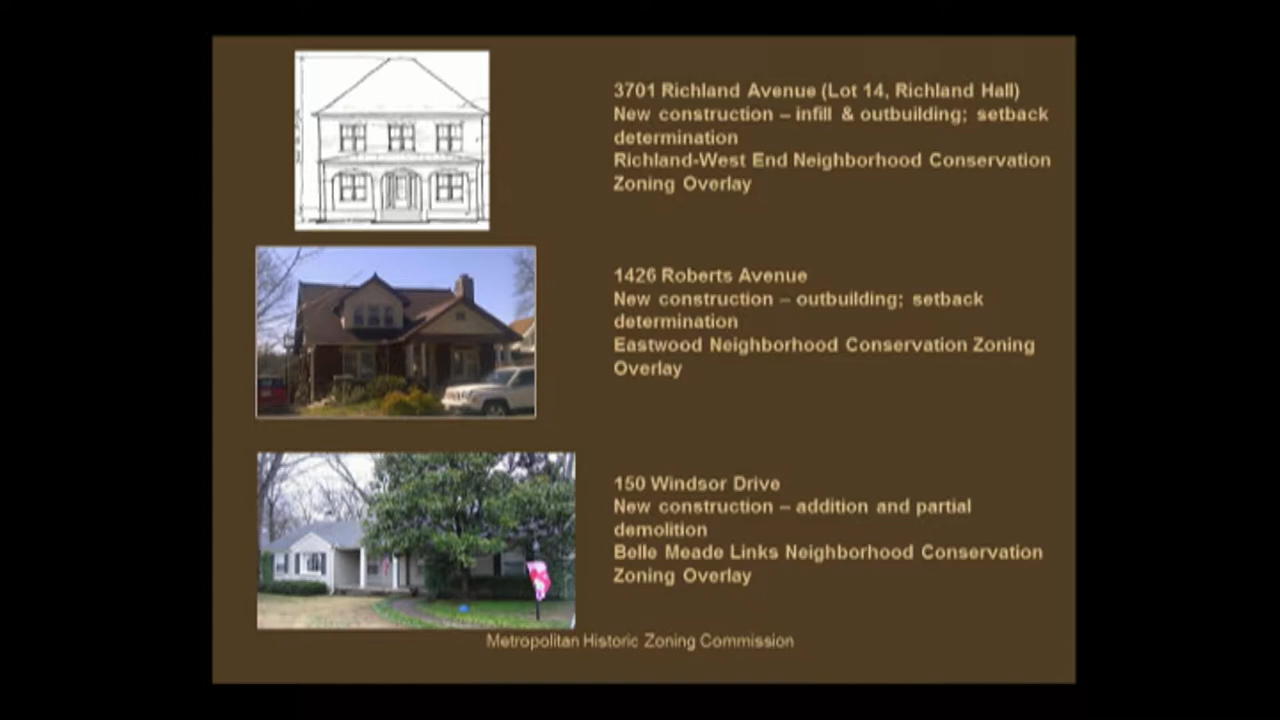 3701 Richland Avenue (Lot 14, Richland Hall)
New construction – infill & outbuilding; setback
determination
Richland-West End Neighborhood Conservation
Zoning Overlay
1426 Roberts Avenue
New construction – outbuilding; setback
determination
Eastwood Neighborhood Conservation Zoning
Overlay
150 Windsor Drive
New construction – addition and partial
demolition
Belle Meade Links Neighborhood Conservation
Zoning Overlay
Metropolitan Historic Zoning Commission